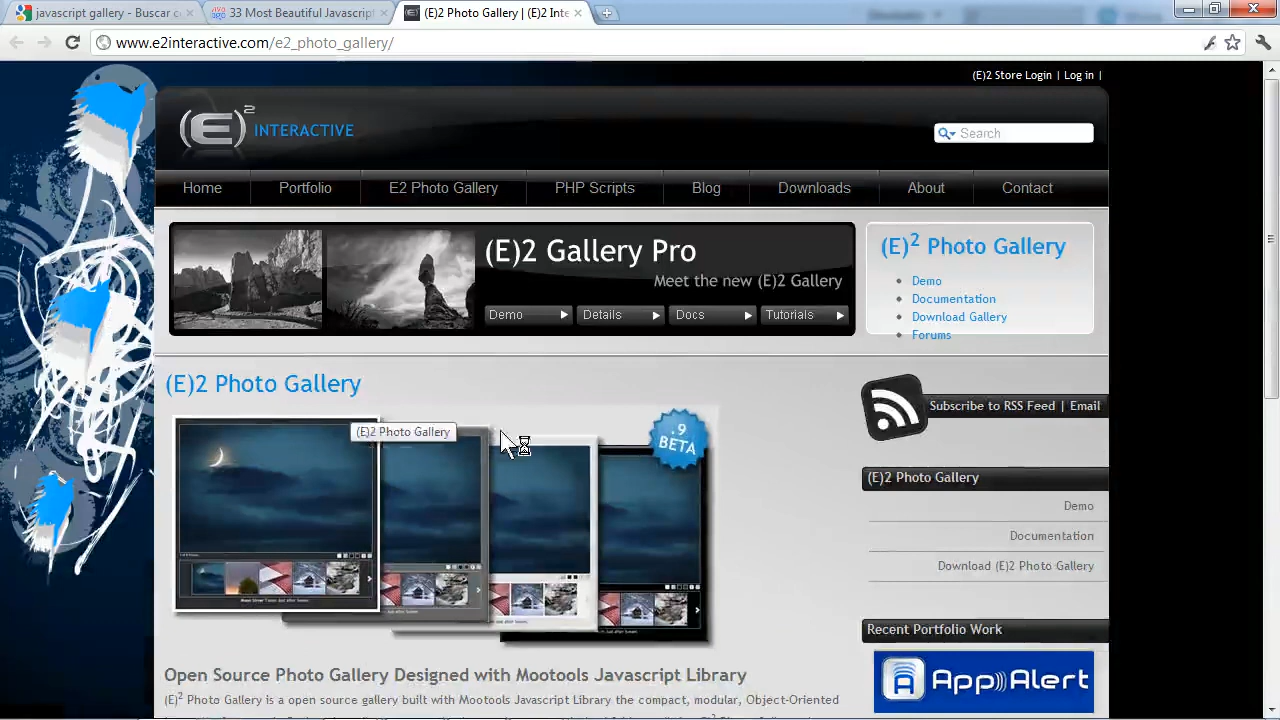 javascript gallery - Buscar c
33 Most Beautiful Javascript
(E)2 Photo Gallery | (E)2 Inte
www.e2interactive.com/e2_photo_gallery/
(E)2 Store Login | Log in |
(E)2 INTERACTIVE
Search
Home Portfolio E2 Photo Gallery PHP Scripts Blog Downloads About Contact
(E)2 Gallery Pro
Meet the new (E)2 Gallery
Demo Details Docs Tutorials
(E)2 Photo Gallery
Demo
Documentation
Download Gallery
Forums
(E)2 Photo Gallery
(E)2 Photo Gallery
.9
BETA
Subscribe to RSS Feed | Email
(E)2 Photo Gallery
Demo
Documentation
Download (E)2 Photo Gallery
Recent Portfolio Work
A App Alert
Open Source Photo Gallery Designed with Mootools Javascript Library
(E)2 Photo Gallery is a open source gallery built with Mootools Javascript Library the compact, modular, Object-Oriented